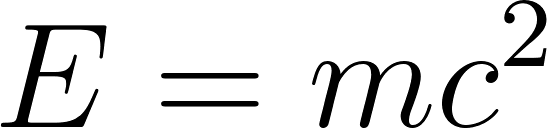 E = mc²